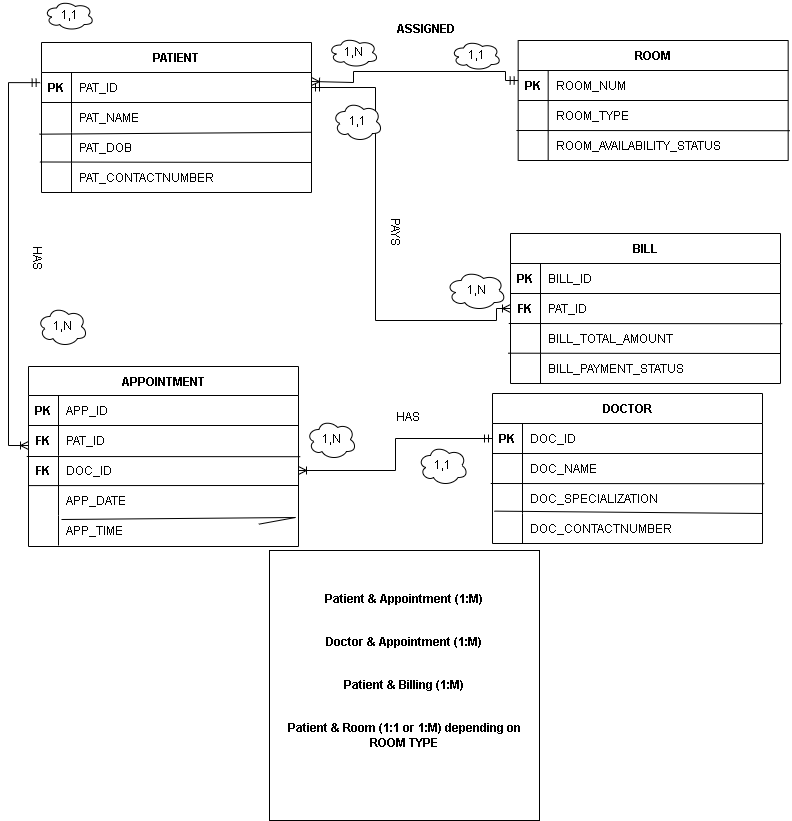 1,1
PATIENT
PK PAT_ID
PAT_NAME
PAT_DOB
PAT_CONTACTNUMBER
1,N
ASSIGNED
1,1
ROOM
PK ROOM_NUM
ROOM_TYPE
ROOM_AVAILABILITY_STATUS
1,1
PAYS
HAS
1,N
BILL
PK BILL_ID
FK PAT_ID
BILL_TOTAL_AMOUNT
BILL_PAYMENT_STATUS
1,N
APPOINTMENT
PK APP_ID
FK PAT_ID
FK DOC_ID
APP_DATE
APP_TIME
1,N
HAS
1,1
DOCTOR
PK DOC_ID
DOC_NAME
DOC_SPECIALIZATION
DOC_CONTACTNUMBER
Patient & Appointment (1:M)
Doctor & Appointment (1:M)
Patient & Billing (1:M)
Patient & Room (1:1 or 1:M) depending on
ROOM TYPE